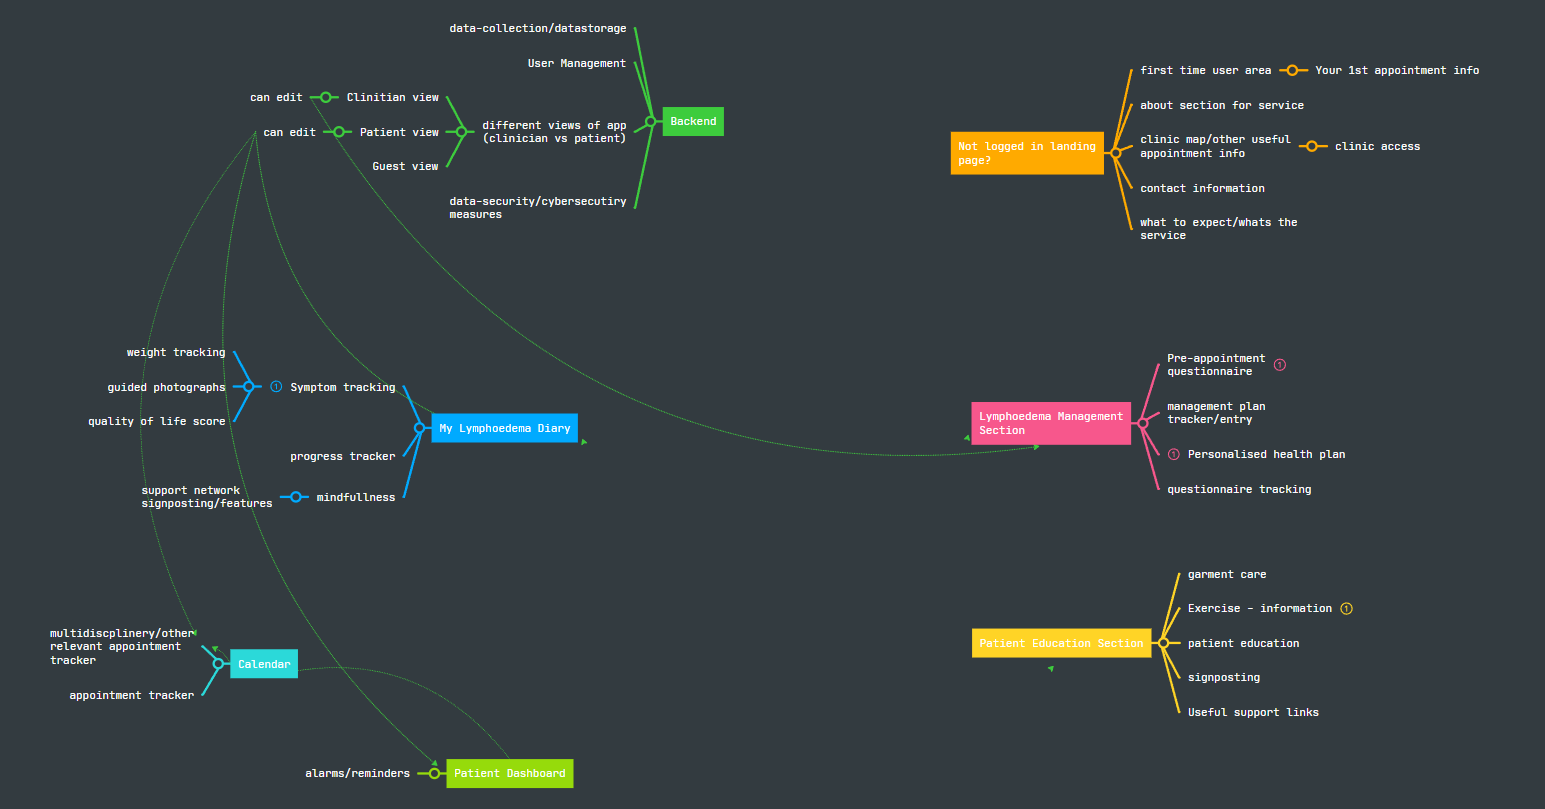 data-collection/datastorage
User Management
can edit
Clinitian view
can edit
Patient view
different views of app
(clinician vs patient)
Guest view
data-security/cybersecutiry
measures
Backend
first time user area
Your 1st appointment info
about section for service
Not logged in landing
page?
clinic map/other useful
appointment info
clinic access
contact information
what to expect/whats the
service
weight tracking
guided photographs
1
Symptom tracking
quality of life score
My Lymphoedema Diary
progress tracker
support network
signposting/features
mindfullness
Pre-appointment
questionnaire
1
Lymphoedema Management
Section
management plan
tracker/entry
1
Personalised health plan
questionnaire tracking
garment care
Exercise - information
1
Patient Education Section
patient education
signposting
Useful support links
multidiscplinery/other
relevant appointment
tracker
Calendar
appointment tracker
alarms/reminders
Patient Dashboard